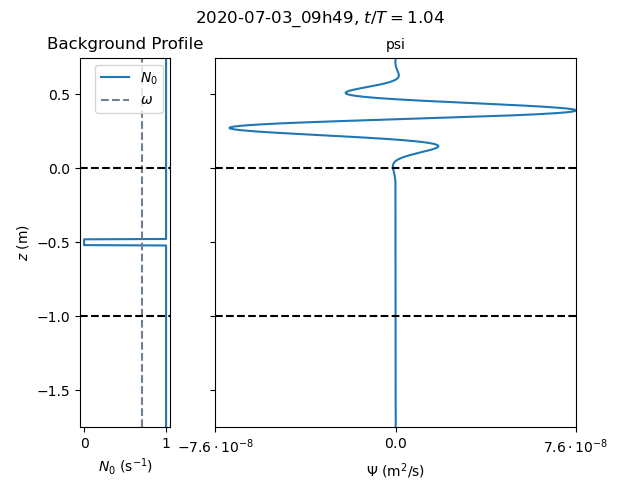 2020-07-03_09h49, t/T = 1.04
Background Profile
psi
N₀
ω
0.5
0.0
−0.5
−1.0
−1.5
z (m)
0
1
N₀ (s⁻¹)
−7.6 · 10⁻⁸
0.0
7.6 · 10⁻⁸
Ψ (m²/s)